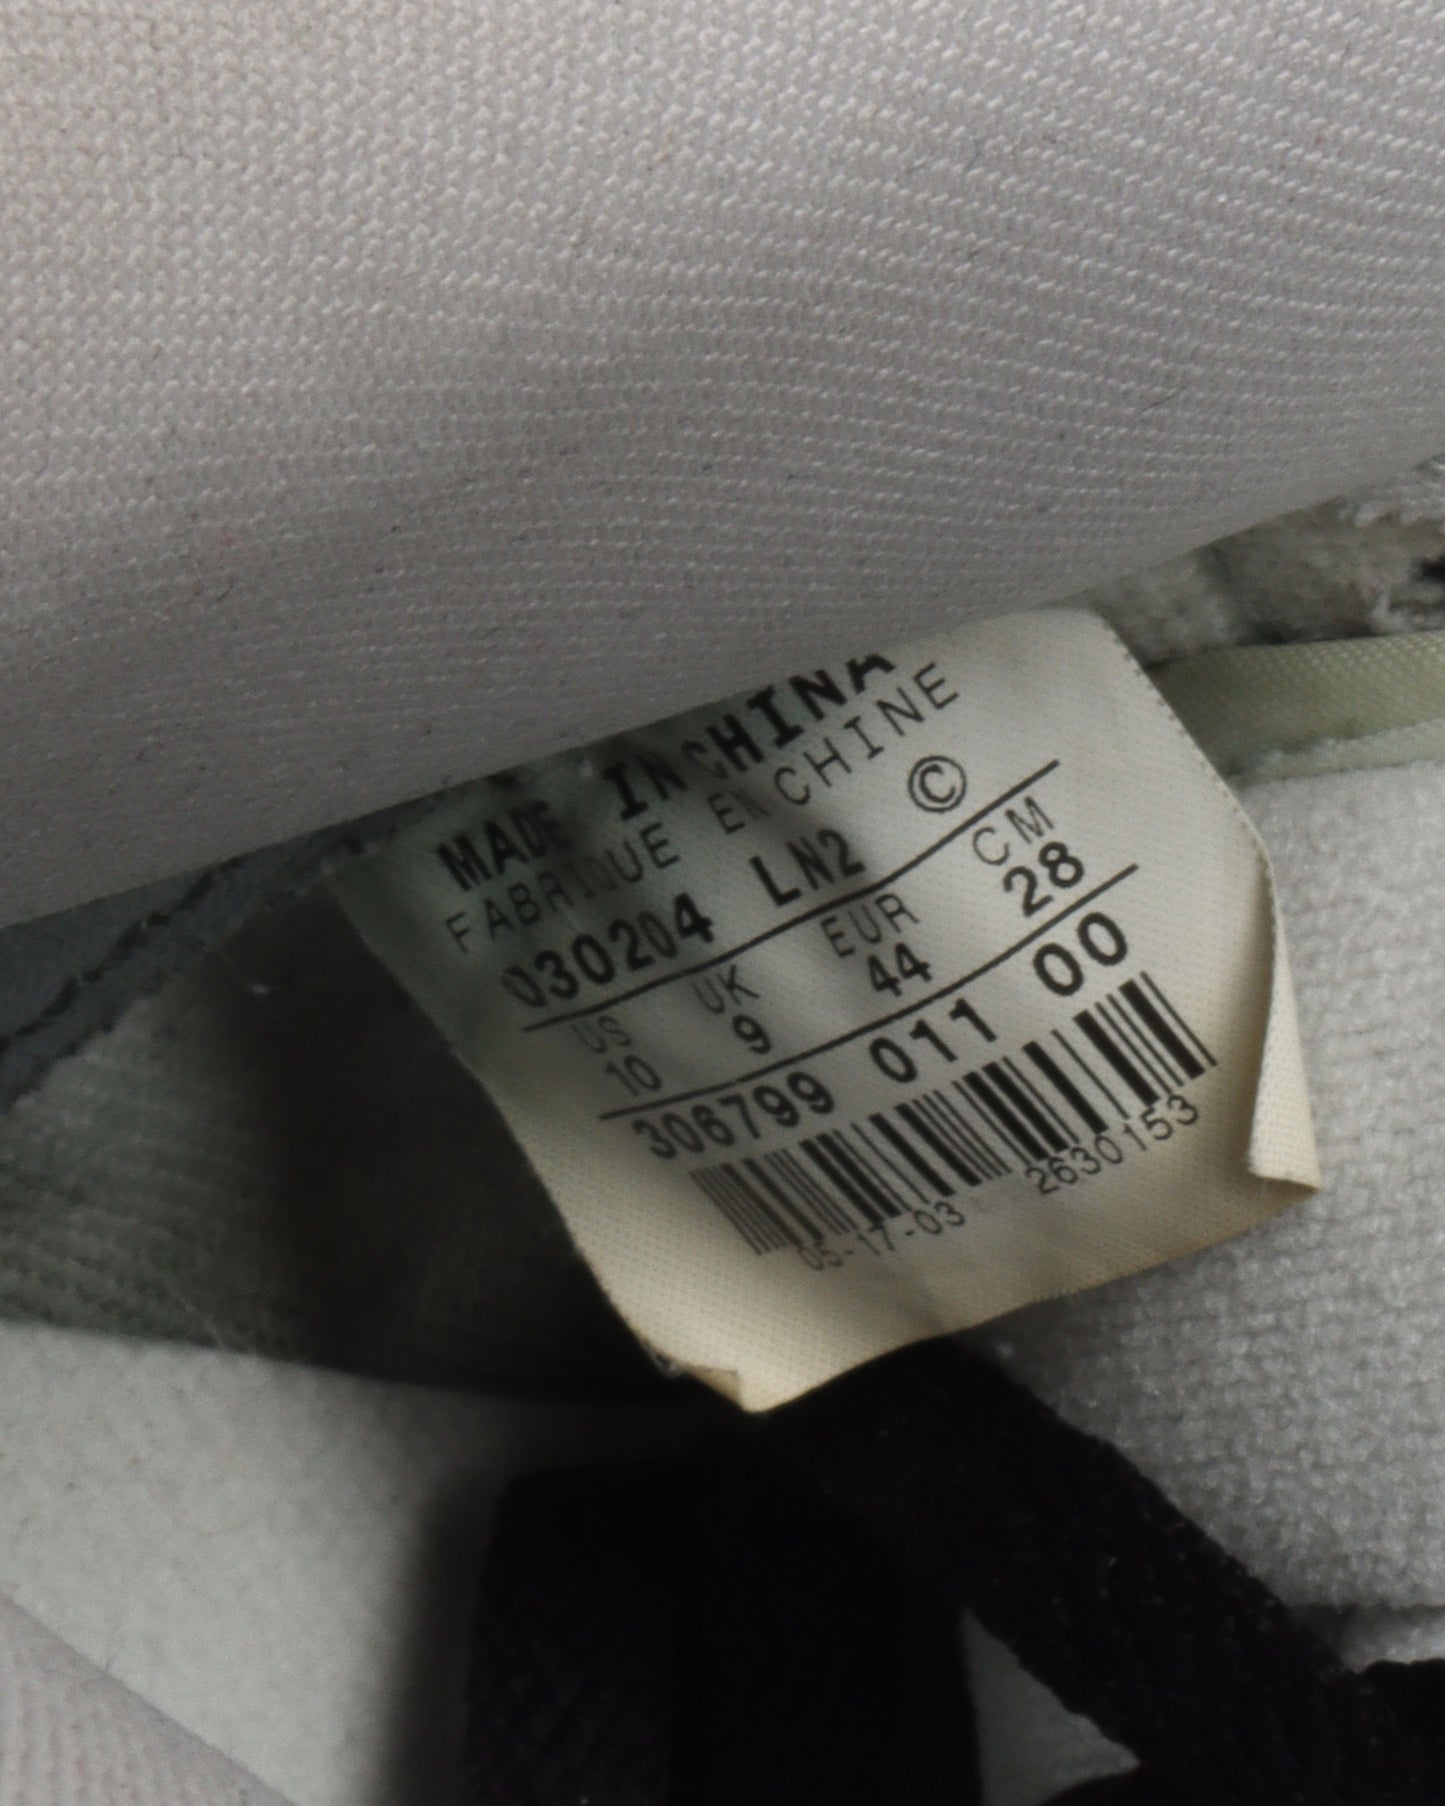 MADE IN CHINA
FABRIQUE EN CHINE
030204 LN2 ©
US UK EUR CM
10 9 44 28
306799 011 00
05-17-03 2630153